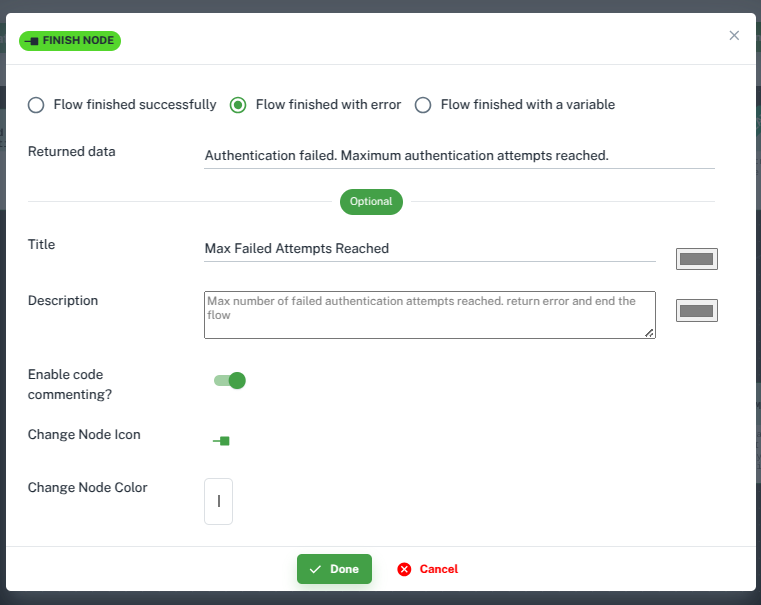 FINISH NODE
Flow finished successfully
Flow finished with error
Flow finished with a variable
Returned data
Authentication failed. Maximum authentication attempts reached.
Optional
Title
Max Failed Attempts Reached
Description
Max number of failed authentication attempts reached. return error and end the
flow
Enable code
commenting?
Change Node Icon
Change Node Color
Done
Cancel